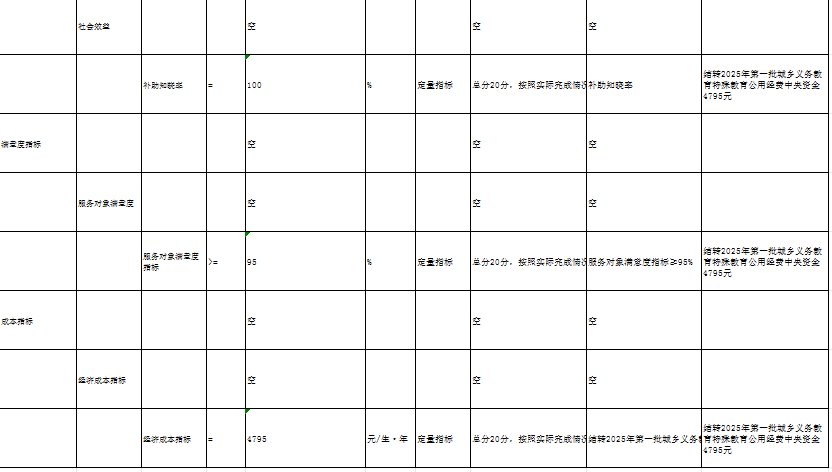 社会效益 空 空 空
补助知晓率 = 100 % 定量指标 总分20分，按照实际完成情况 补助知晓率 结转2025年第一批城乡义务教
育特殊教育公用经费中央资金
4795元
满意度指标 空 空 空
服务对象满意度 空 空 空
服务对象满意度
指标 >= 95 % 定量指标 总分20分，按照实际完成情况 服务对象满意度指标≥95% 结转2025年第一批城乡义务教
育特殊教育公用经费中央资金
4795元
成本指标 空 空 空
经济成本指标 空 空 空
经济成本指标 = 4795 元/生·年 定量指标 总分20分，按照实际完成情况 结转2025年第一批城乡义务 结转2025年第一批城乡义务教
育特殊教育公用经费中央资金
4795元